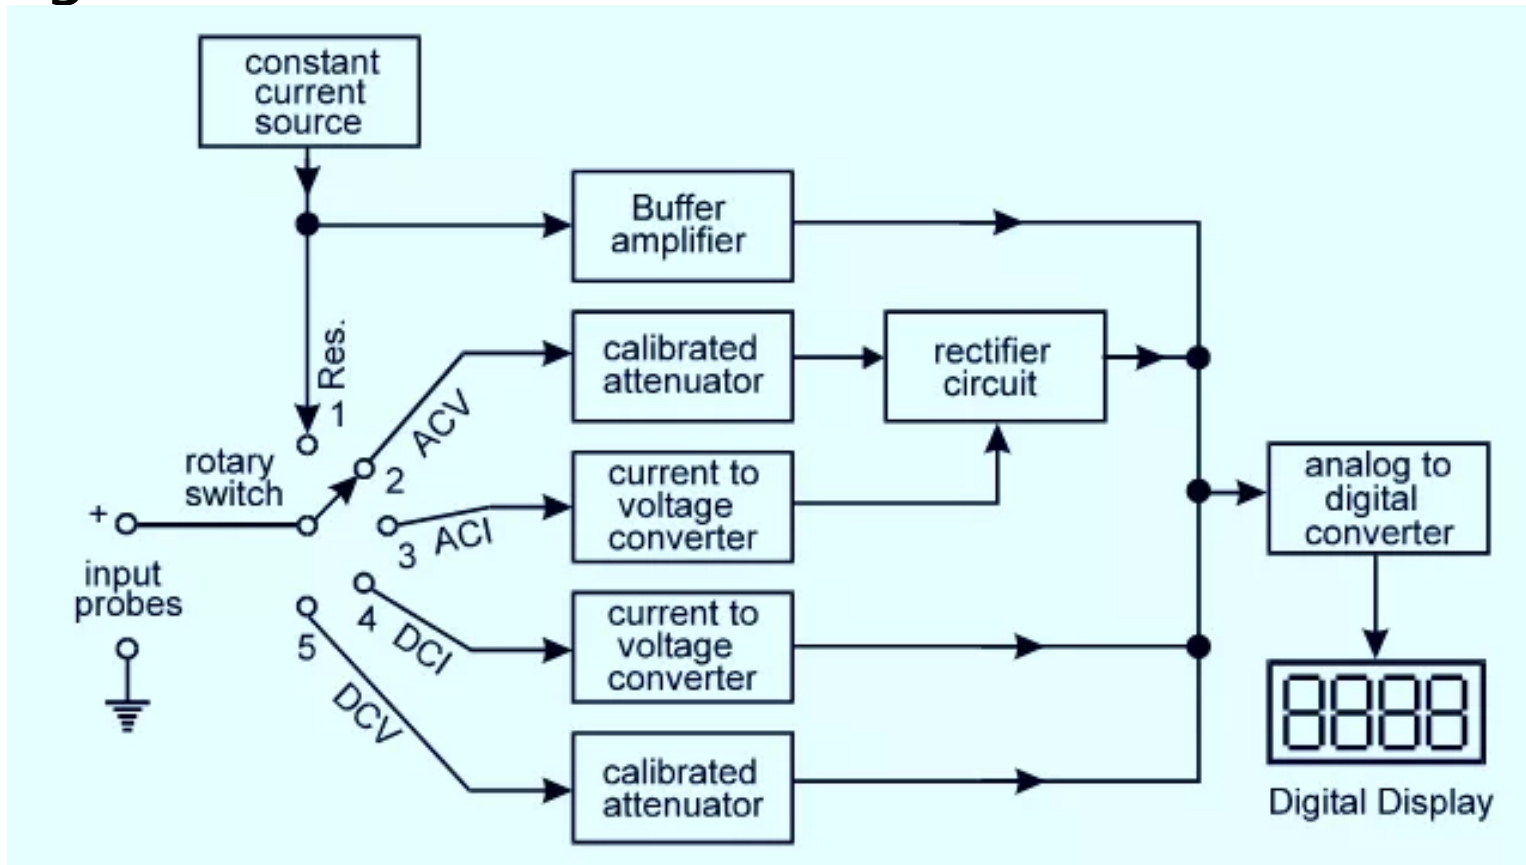 constant
current
source
Buffer
amplifier
Res.
1
calibrated
attenuator
rectifier
circuit
ACV
2
rotary
switch
+
input
probes
3
ACI
current to
voltage
converter
analog to
digital
converter
4
DCI
current to
voltage
converter
5
DCV
calibrated
attenuator
8888
Digital Display